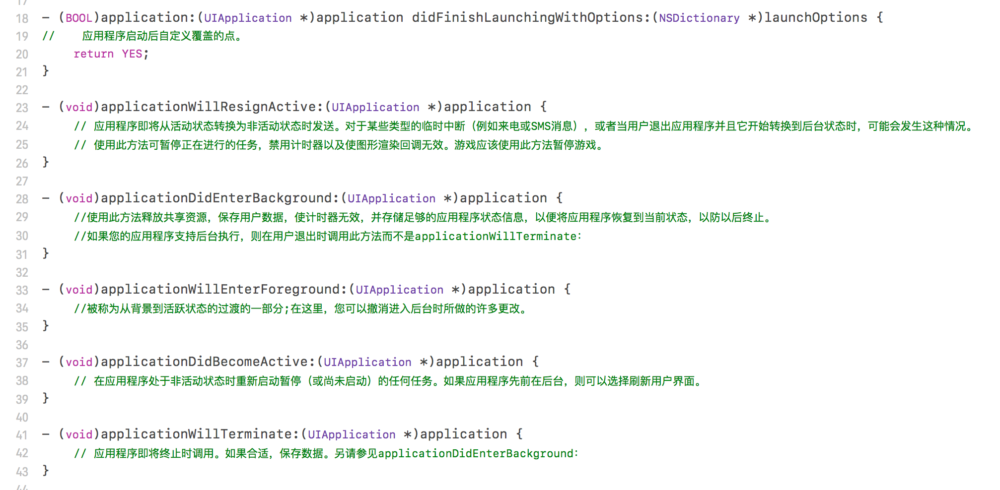 17
18 - (BOOL)application:(UIApplication *)application didFinishLaunchingWithOptions:(NSDictionary *)launchOptions {
19 //    应用程序启动后自定义覆盖的点。
20     return YES;
21 }
22
23 - (void)applicationWillResignActive:(UIApplication *)application {
24     // 应用程序即将从活动状态转换为非活动状态时发送。对于某些类型的临时中断（例如来电或SMS消息），或者当用户退出应用程序并且它开始转换到后台状态时，可能会发生这种情况。
25     // 使用此方法可暂停正在进行的任务，禁用计时器以及使图形渲染回调无效。游戏应该使用此方法暂停游戏。
26 }
27
28 - (void)applicationDidEnterBackground:(UIApplication *)application {
29     //使用此方法释放共享资源，保存用户数据，使计时器无效，并存储足够的应用程序状态信息，以便将应用程序恢复到当前状态，以防以后终止。
30     //如果您的应用程序支持后台执行，则在用户退出时调用此方法而不是applicationWillTerminate：
31 }
32
33 - (void)applicationWillEnterForeground:(UIApplication *)application {
34     //被称为从背景到活跃状态的过渡的一部分;在这里，您可以撤消进入后台时所做的许多更改。
35 }
36
37 - (void)applicationDidBecomeActive:(UIApplication *)application {
38     // 在应用程序处于非活动状态时重新启动暂停（或尚未启动）的任何任务。如果应用程序先前在后台，则可以选择刷新用户界面。
39 }
40
41 - (void)applicationWillTerminate:(UIApplication *)application {
42     // 应用程序即将终止时调用。如果合适，保存数据。另请参见applicationDidEnterBackground：
43 }
44